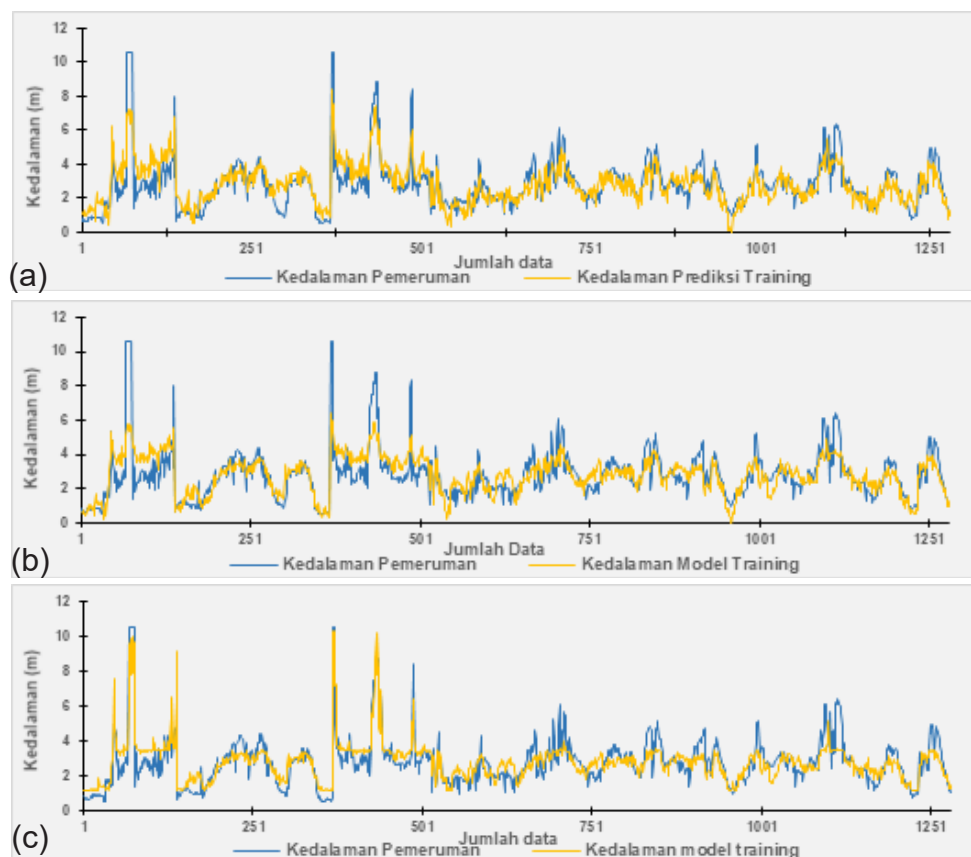 12
10
8
6
4
2
0
Kedalaman (m)
1 251 501 751 1001 1251
Jumlah data
Kedalaman Pemeruman Kedalaman Prediksi Training
(a)
12
10
8
6
4
2
0
Kedalaman (m)
1 251 501 751 1001 1251
Jumlah Data
Kedalaman Pemeruman Kedalaman Model Training
(b)
12
10
8
6
4
2
0
Kedalaman (m)
1 251 501 751 1001 1251
Jumlah data
Kedalaman Pemeruman Kedalaman model training
(c)